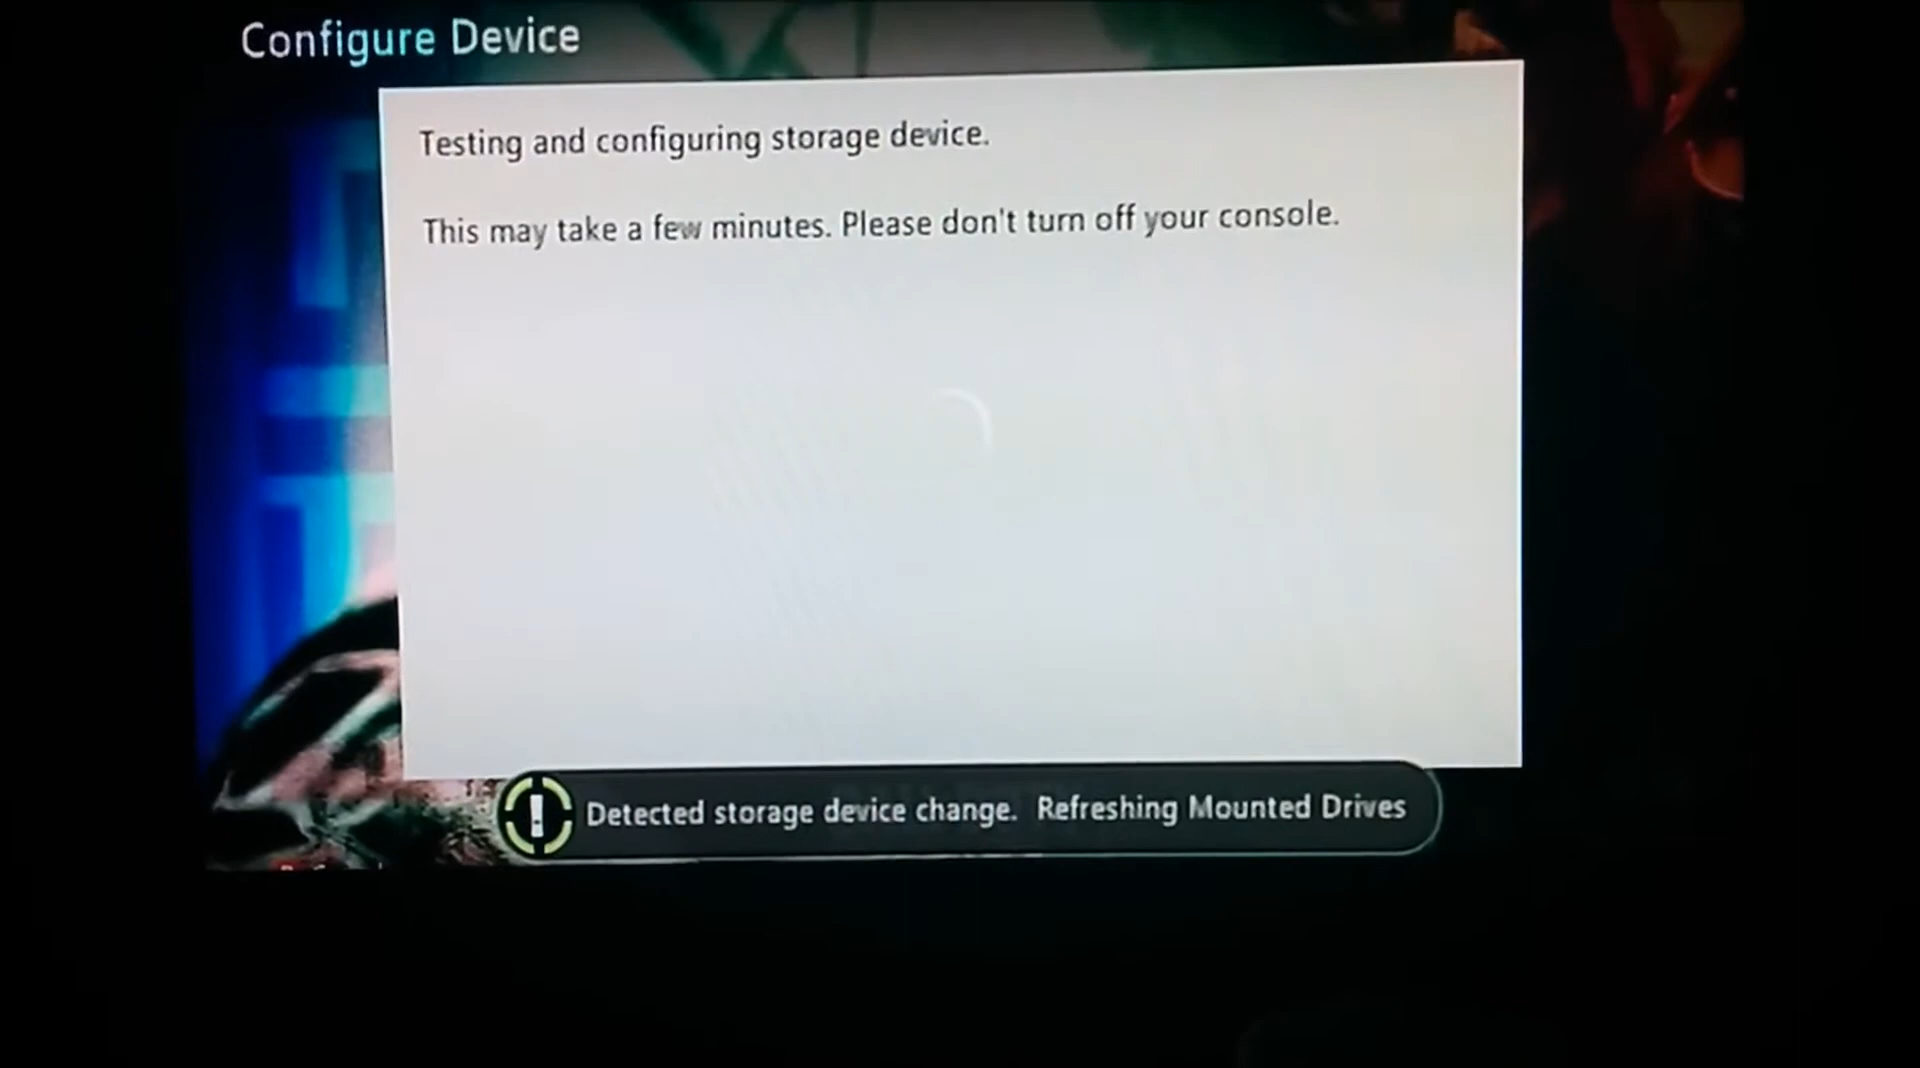 Configure Device
Testing and configuring storage device.
This may take a few minutes. Please don't turn off your console.
Detected storage device change. Refreshing Mounted Drives